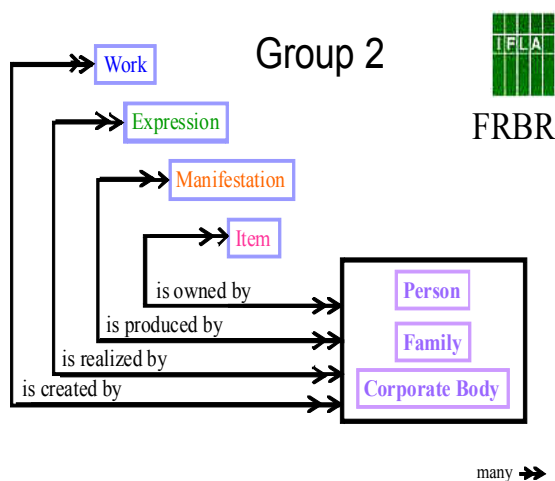 Group 2
IFLA
FRBR
Work
Expression
Manifestation
Item
is owned by
is produced by
is realized by
is created by
Person
Family
Corporate Body
many